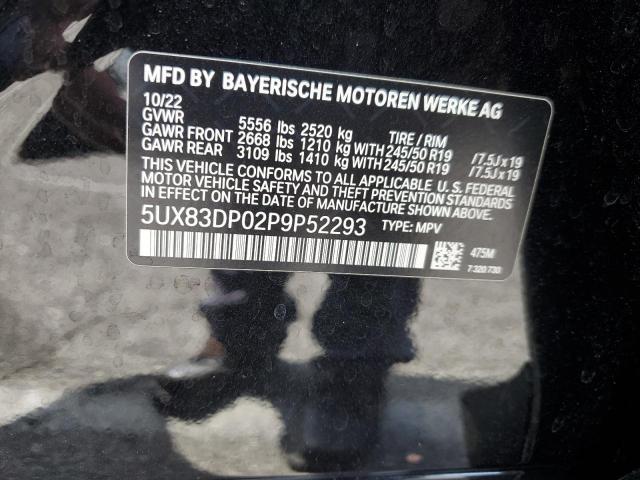 MFD BY BAYERISCHE MOTOREN WERKE AG
10/22
GVWR 5556 lbs 2520 kg TIRE / RIM
GAWR FRONT 2668 lbs 1210 kg WITH 245/50 R19 /7.5J x 19
GAWR REAR 3109 lbs 1410 kg WITH 245/50 R19 /7.5J x 19
THIS VEHICLE CONFORMS TO ALL APPLICABLE U. S. FEDERAL
MOTOR VEHICLE SAFETY AND THEFT PREVENTION STANDARDS
IN EFFECT ON THE DATE OF MANUFACTURE SHOWN ABOVE.
5UX83DP02P9P52293 TYPE: MPV
475M
7.320.730